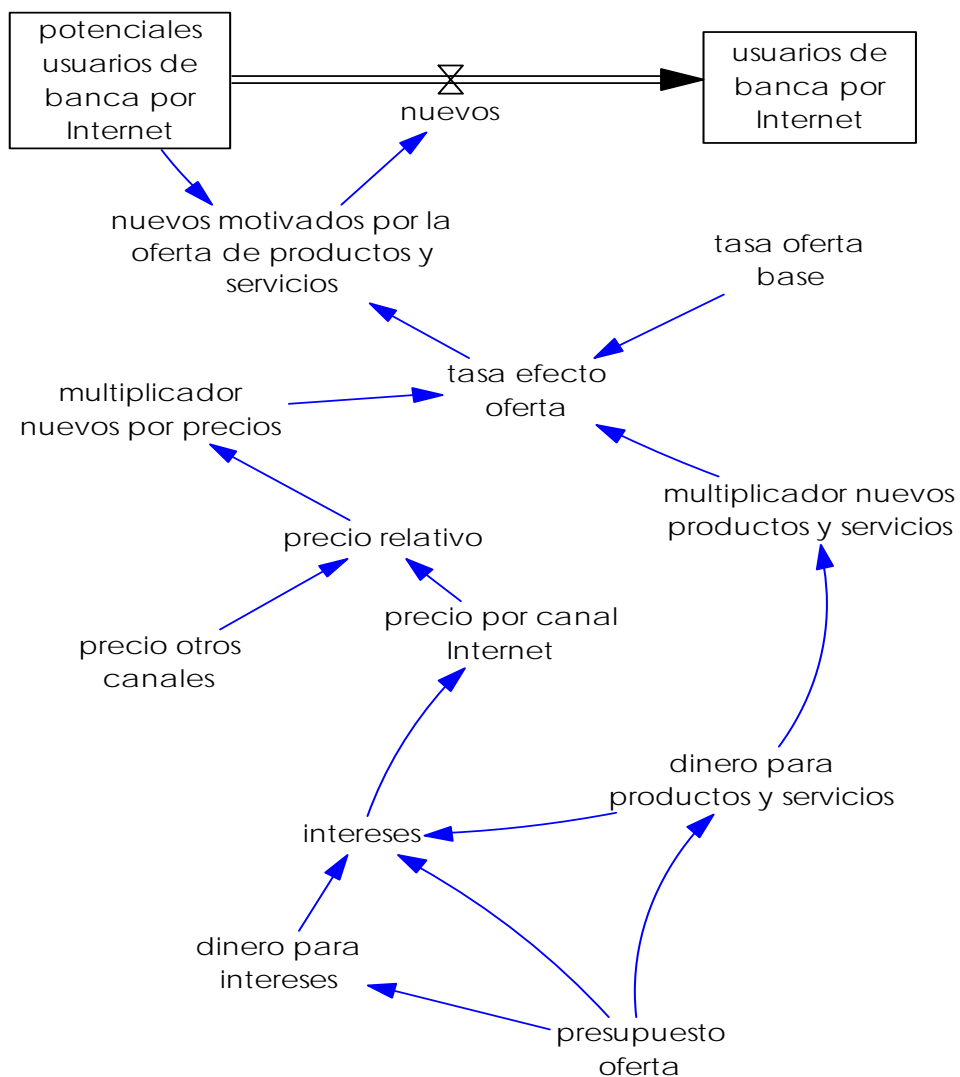 potenciales
usuarios de
banca por
Internet
usuarios de
banca por
Internet
nuevos
nuevos motivados por la
oferta de productos y
servicios
tasa oferta
base
tasa efecto
oferta
multiplicador
nuevos por precios
multiplicador nuevos
productos y servicios
precio relativo
precio por canal
Internet
precio otros
canales
dinero para
productos y servicios
intereses
dinero para
intereses
presupuesto
oferta